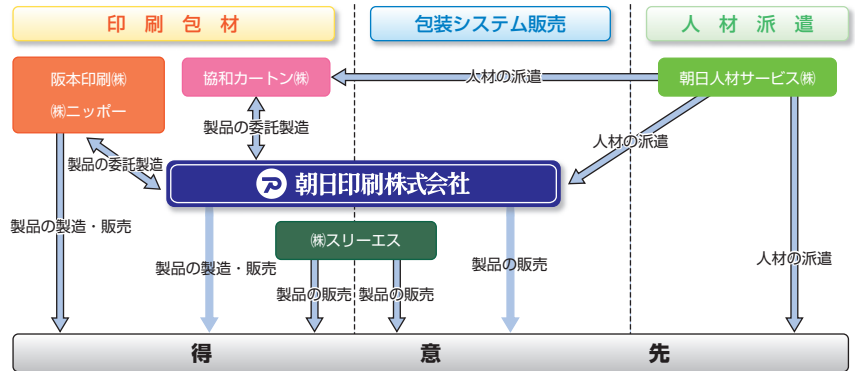 印刷包材
包装システム販売
人材派遣
阪本印刷㈱
㈱ニッポー
協和カートン㈱
人材の派遣
朝日人材サービス㈱
製品の委託製造
人材の派遣
製品の委託製造
朝日印刷株式会社
製品の製造・販売
㈱スリーエス
製品の製造・販売
製品の販売
人材の派遣
製品の販売
製品の販売
得意先